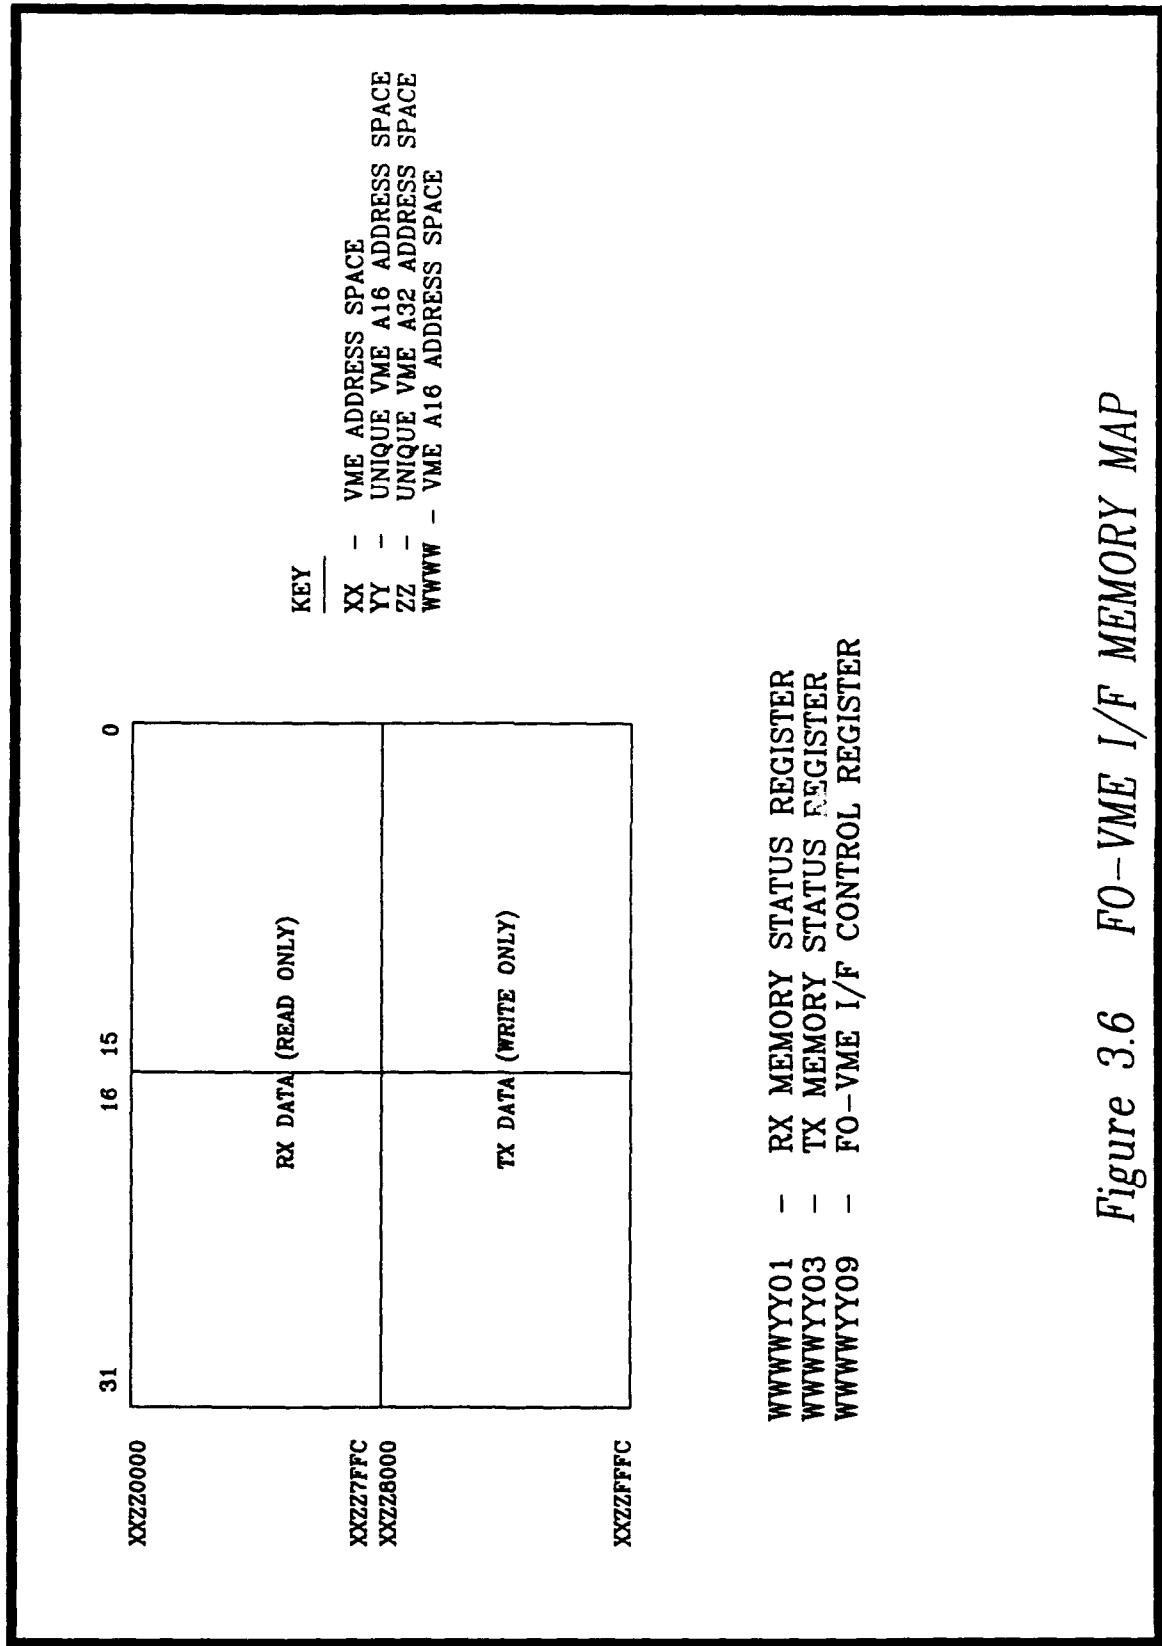 31 16 15 0
XXZZ0000
RX DATA (READ ONLY)
XXZZ7FFC
XXZZ8000
TX DATA (WRITE ONLY)
XXZZFFFC
KEY
XX - VME ADDRESS SPACE
YY - UNIQUE VME A16 ADDRESS SPACE
ZZ - UNIQUE VME A32 ADDRESS SPACE
WWWW - VME A16 ADDRESS SPACE
WWWWYY01 - RX MEMORY STATUS REGISTER
WWWWYY03 - TX MEMORY STATUS REGISTER
WWWWYY09 - FO-VME I/F CONTROL REGISTER
Figure 3.6 FO-VME I/F MEMORY MAP